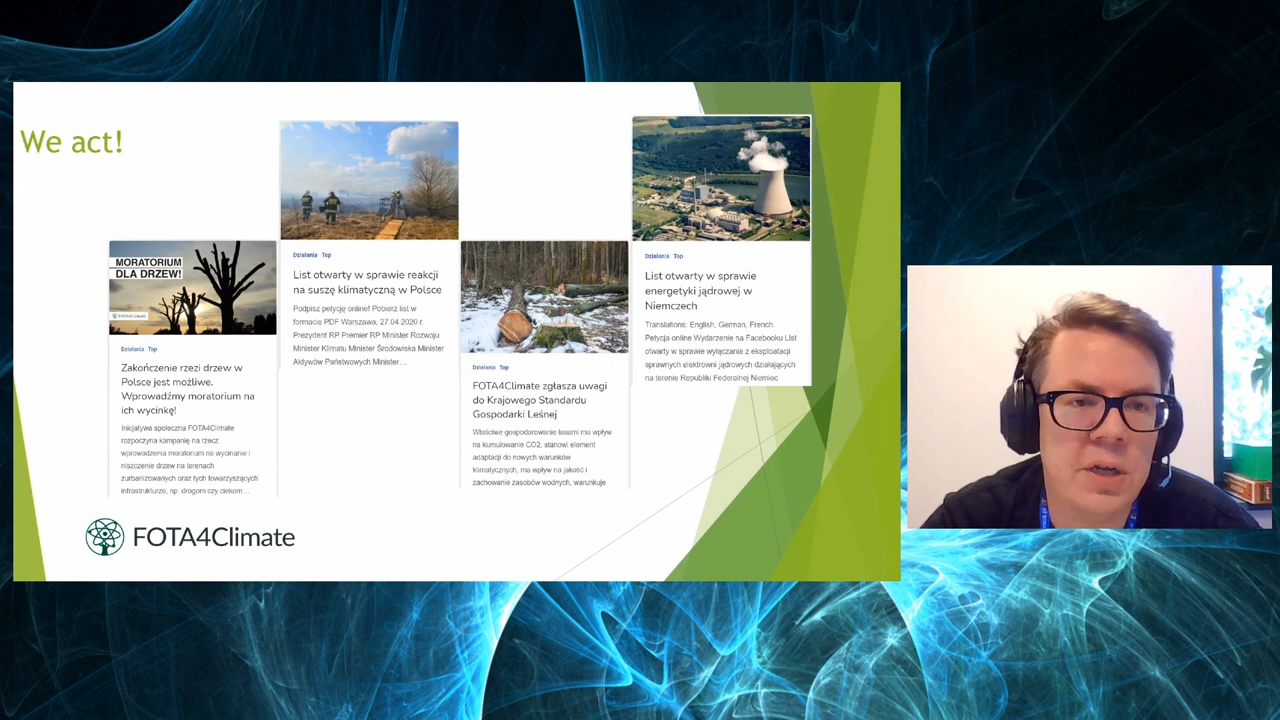 We act!
MORATORIUM
DLA DRZEW!
Działania Top
Zakończenie rzezi drzew w
Polsce jest możliwe.
Wprowadźmy moratorium na
ich wycinkę!
Inicjatywa społeczna FOTA4Climate
rozpoczyna kampanię na rzecz
wprowadzenia moratorium na wycinanie i
niszczenie drzew na terenach
zurbanizowanych oraz tych towarzyszących
infrastrukturze, np. drogom czy ciekom...
Działania Top
List otwarty w sprawie reakcji
na suszę klimatyczną w Polsce
Podpisz petycję online! Pobierz list w
formacie PDF Warszawa, 27.04.2020 r.
Prezydent RP Premier RP Minister Rozwoju
Minister Klimatu Minister Środowiska Minister
Aktywów Państwowych Minister...
Działania Top
FOTA4Climate zgłasza uwagi
do Krajowego Standardu
Gospodarki Leśnej
Właściwe gospodarowanie lasami ma wpływ
na kumulowanie CO2, stanowi element
adaptacji do nowych warunków
klimatycznych, ma wpływ na jakość i
zachowanie zasobów wodnych, warunkuje
Działania Top
List otwarty w sprawie
energetyki jądrowej w
Niemczech
Translations: English, German, French
Petycja online Wydarzenie na Facebooku List
otwarty w sprawie wyłączania z eksploatacji
sprawnych elektrowni jądrowych działających
na terenie Republiki Federalnej Niemiec
FOTA4Climate